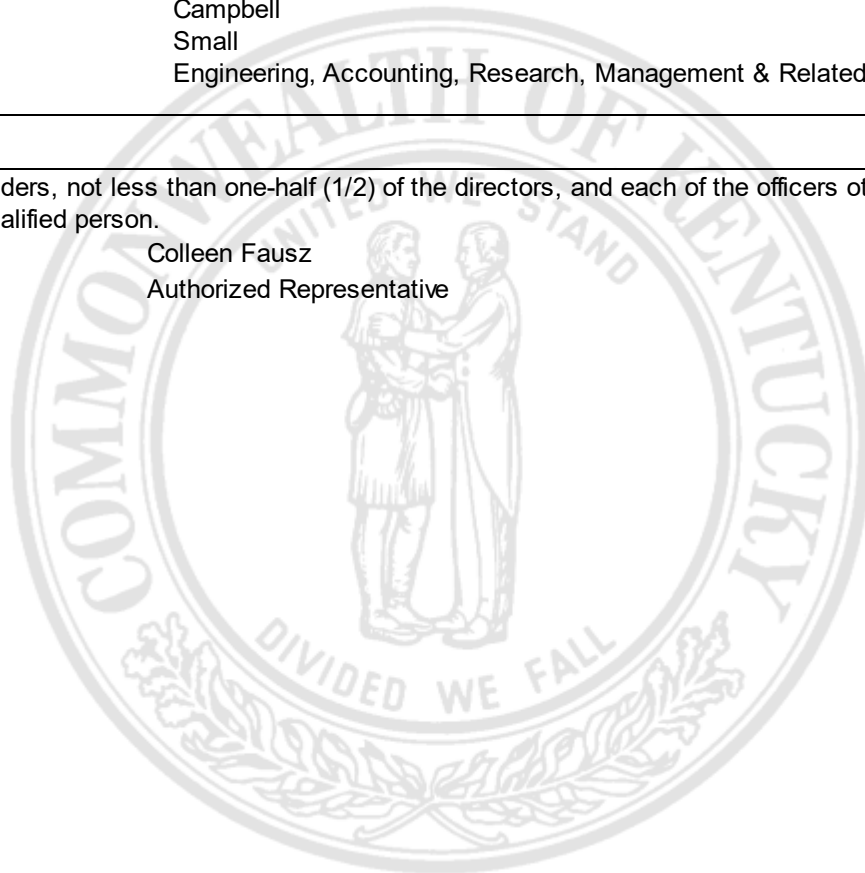 Campbell
Small
Engineering, Accounting, Research, Management & Related
ders, not less than one-half (1/2) of the directors, and each of the officers ot
alified person.
Colleen Fausz
Authorized Representative
COMMONWEALTH OF KENTUCKY
UNITED WE STAND
DIVIDED WE FALL